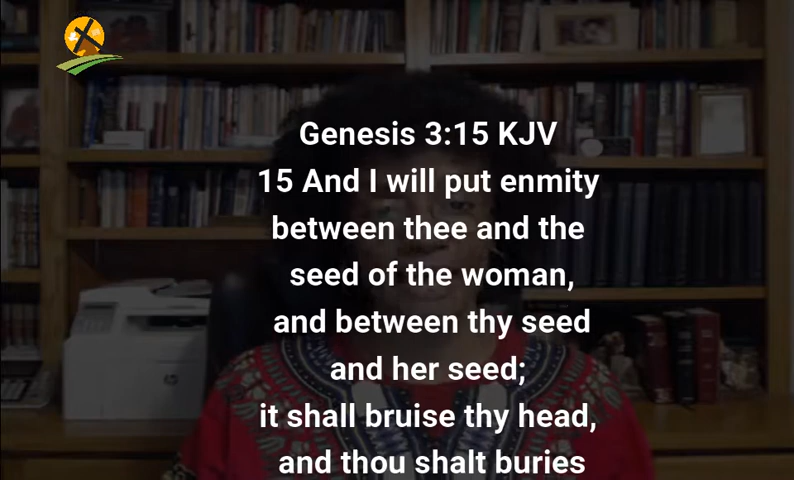 Genesis 3:15 KJV
15 And I will put enmity
between thee and the
seed of the woman,
and between thy seed
and her seed;
it shall bruise thy head,
and thou shalt buries